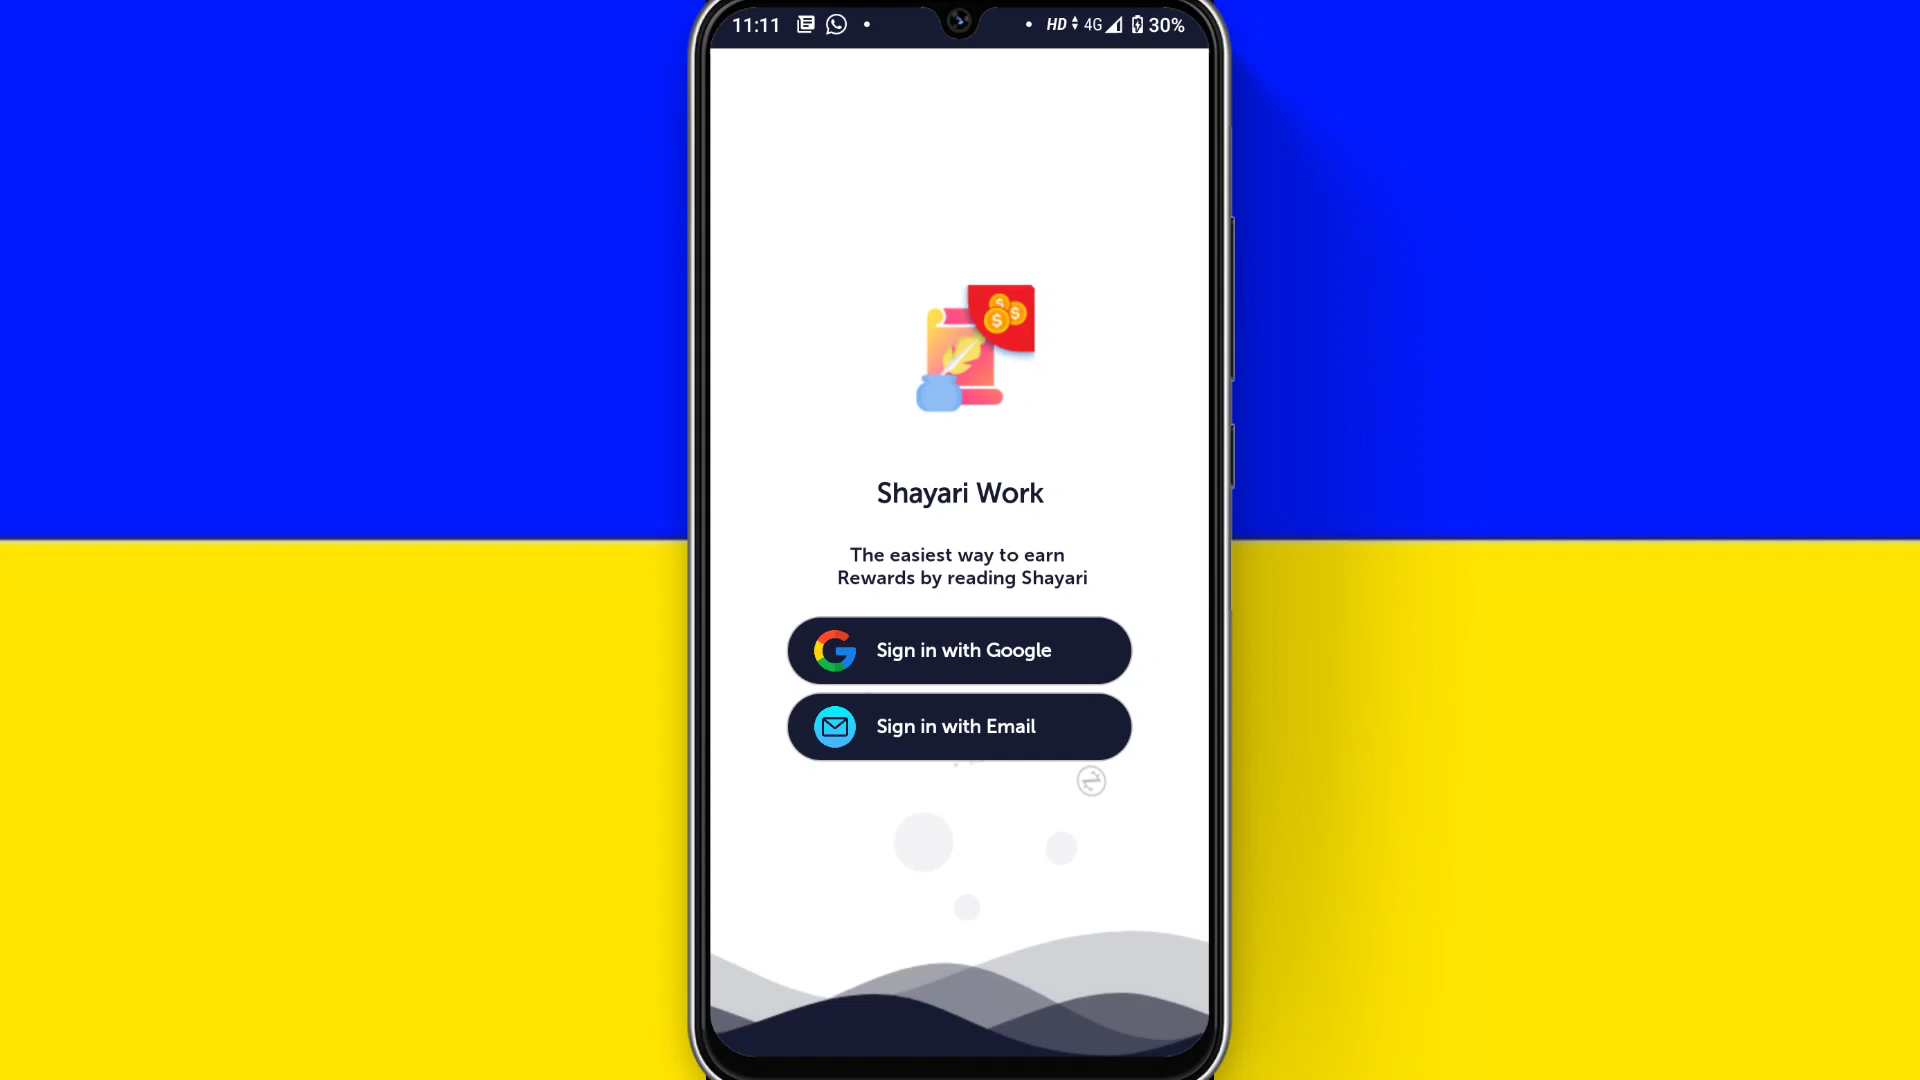 11:11
HD 4G 30%
Shayari Work
The easiest way to earn
Rewards by reading Shayari
Sign in with Google
Sign in with Email